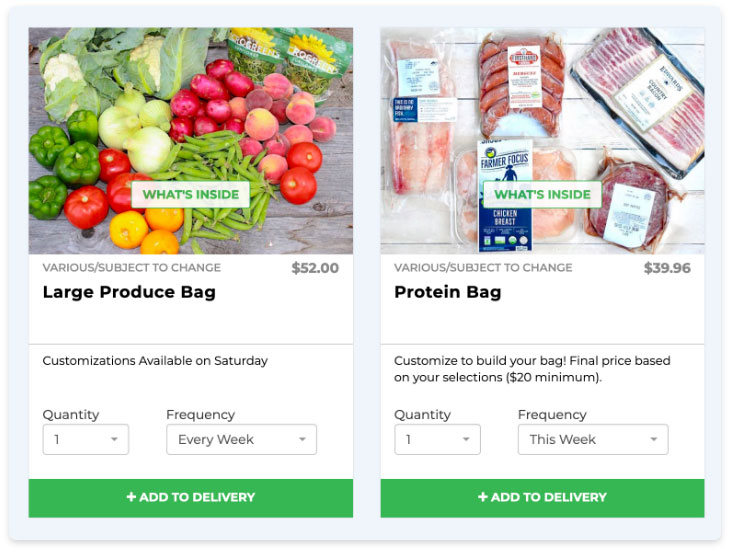 WHAT'S INSIDE
VARIOUS/SUBJECT TO CHANGE
$52.00
Large Produce Bag
Customizations Available on Saturday
Quantity
Frequency
1
Every Week
+ ADD TO DELIVERY
FARMER FOCUS
CHICKEN
BREAST
WHAT'S INSIDE
VARIOUS/SUBJECT TO CHANGE
$39.96
Protein Bag
Customize to build your bag! Final price based
on your selections ($20 minimum).
Quantity
Frequency
1
This Week
+ ADD TO DELIVERY